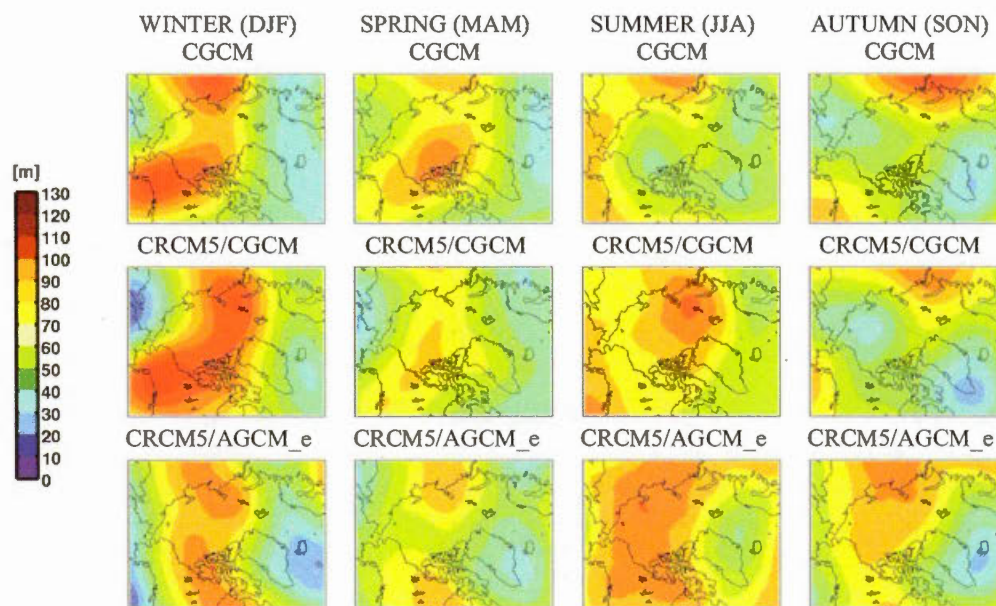 WINTER (DJF) SPRING (MAM) SUMMER (JJA) AUTUMN (SON)
CGCM CGCM CGCM CGCM
[m]
130
120
110
100
90
80
70
60
50
40
30
20
10
0
CRCM5/CGCM CRCM5/CGCM CRCM5/CGCM CRCM5/CGCM
CRCM5/AGCM_e CRCM5/AGCM_e CRCM5/AGCM_e CRCM5/AGCM_e